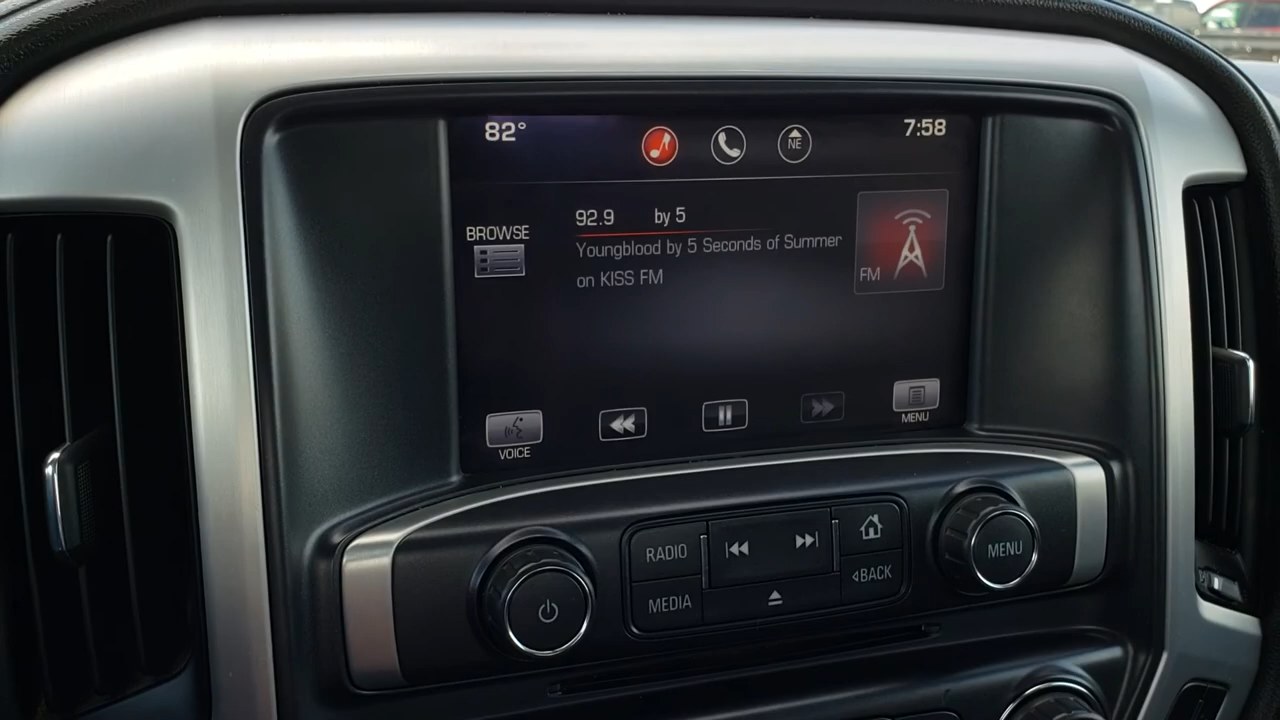 82°
NE
7:58
BROWSE
92.9 by 5
Youngblood by 5 Seconds of Summer
on KISS FM
FM
VOICE
MENU
RADIO
MEDIA
BACK
MENU